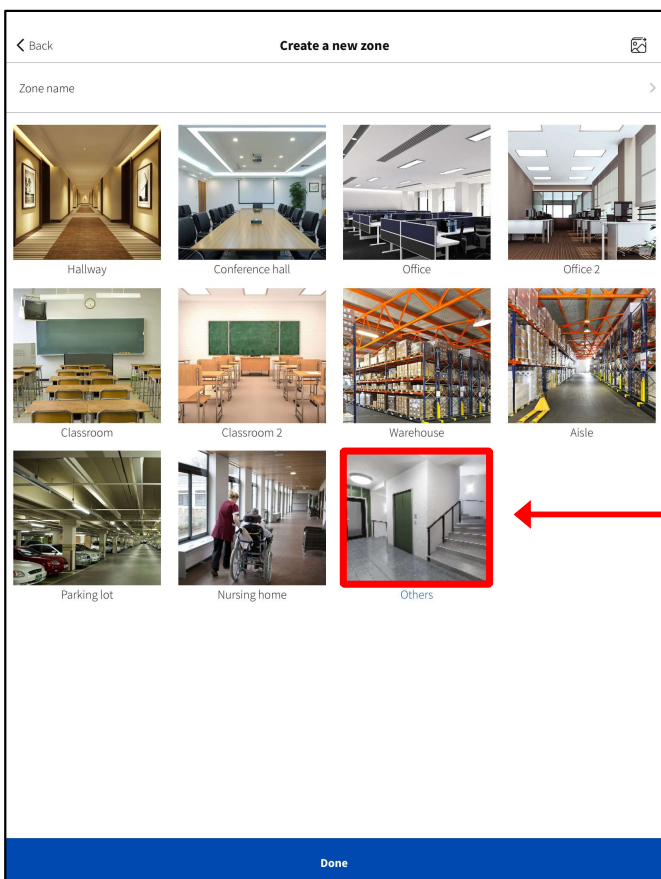 Back
Create a new zone
Zone name
Hallway
Conference hall
Office
Office 2
Classroom
Classroom 2
Warehouse
Aisle
Parking lot
Nursing home
Others
Done